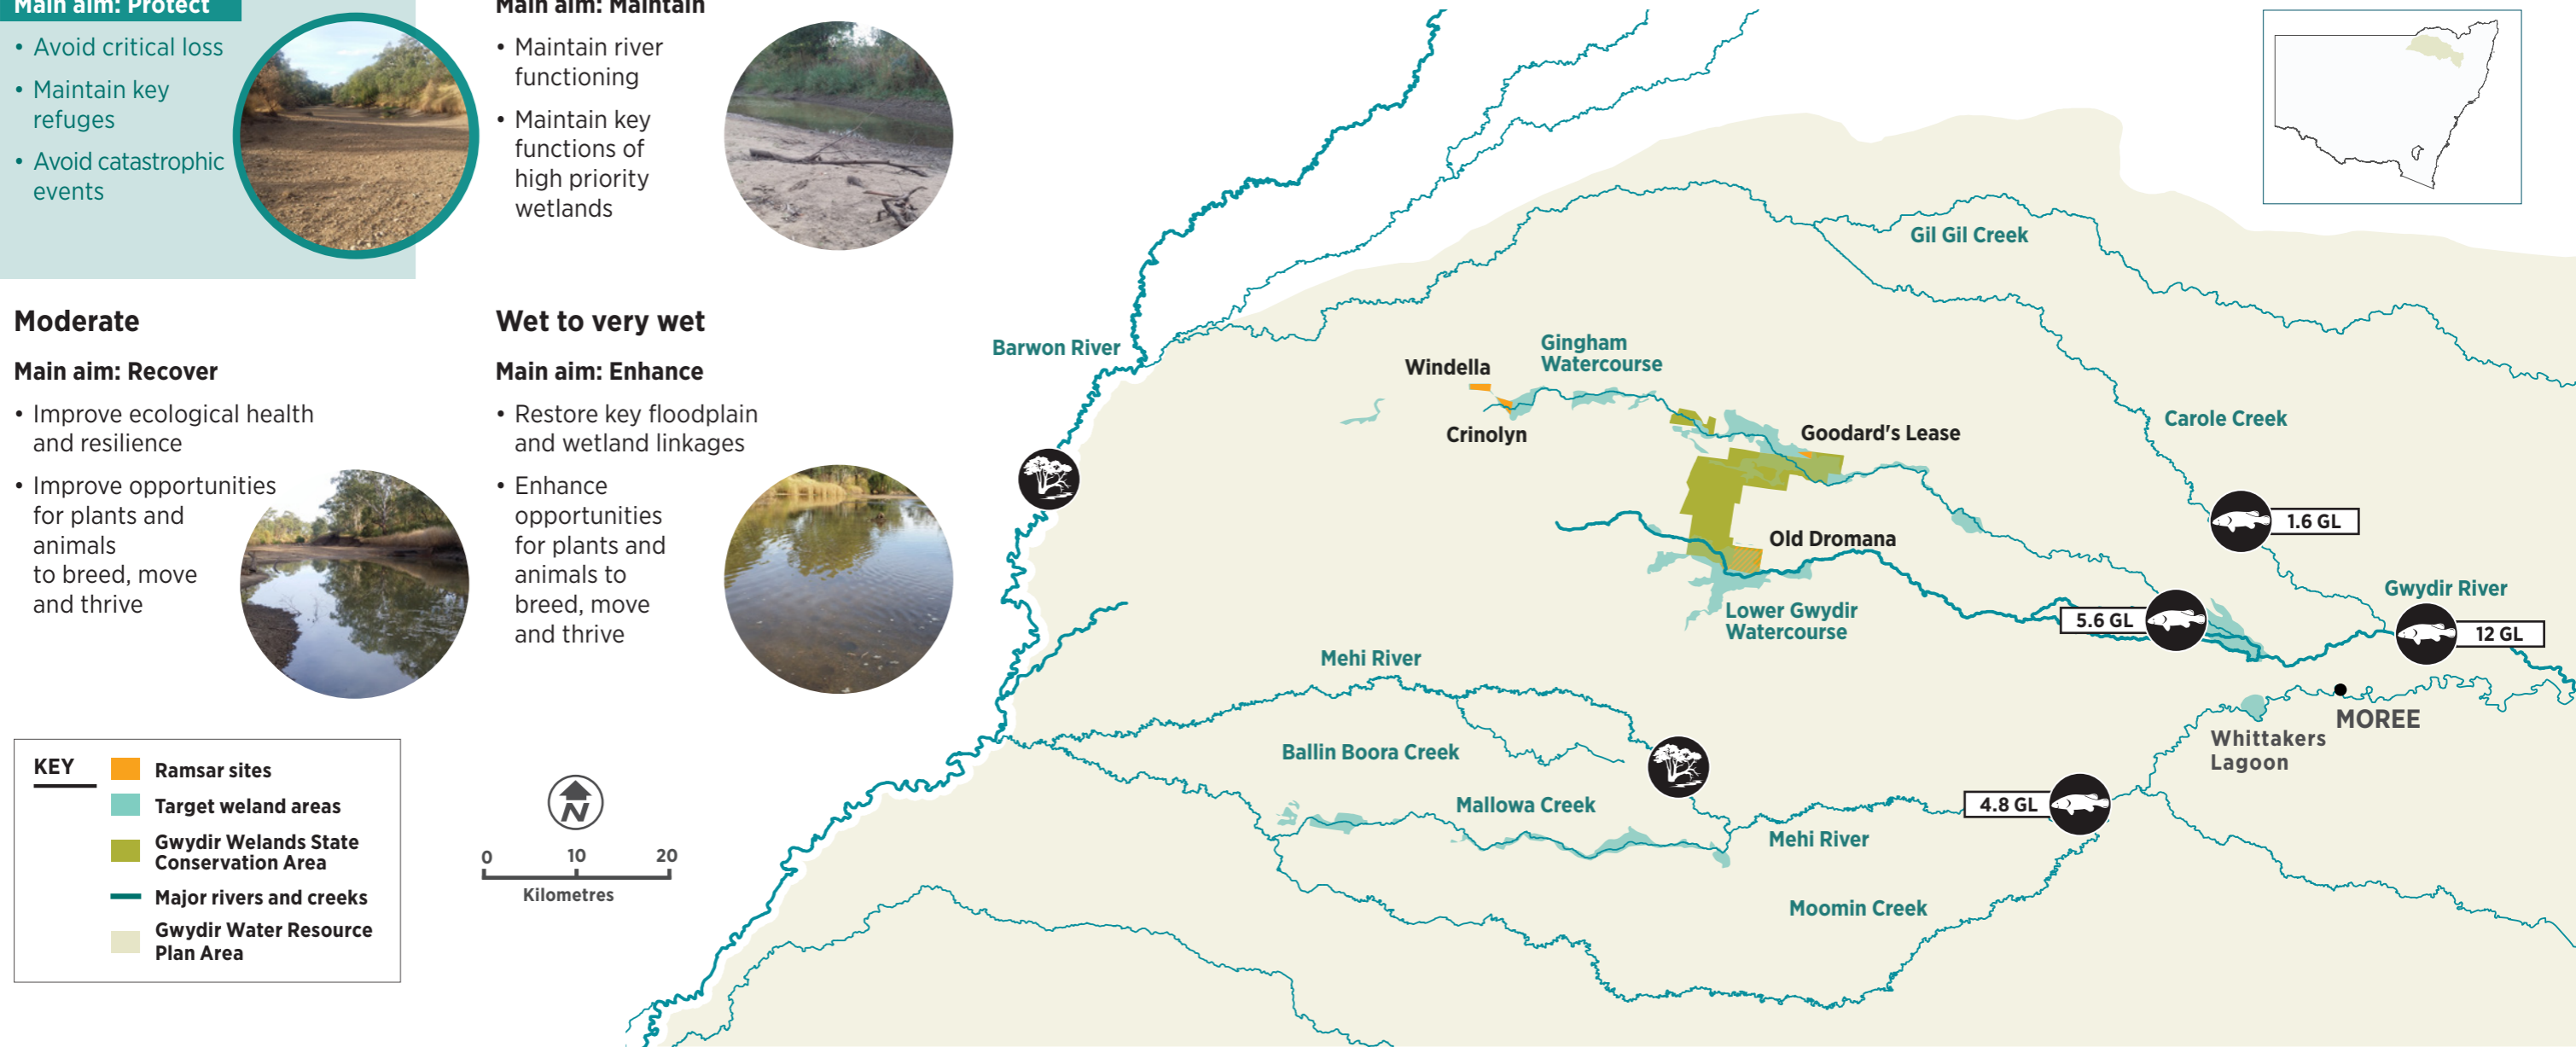 Main aim: Protect
• Avoid critical loss
• Maintain key
refuges
• Avoid catastrophic
events
Main aim: Maintain
• Maintain river
functioning
• Maintain key
functions of
high priority
wetlands
Moderate
Main aim: Recover
• Improve ecological health
and resilience
• Improve opportunities
for plants and
animals
to breed, move
and thrive
Wet to very wet
Main aim: Enhance
• Restore key floodplain
and wetland linkages
• Enhance
opportunities
for plants and
animals to
breed, move
and thrive
KEY
Ramsar sites
Target weland areas
Gwydir Welands State
Conservation Area
Major rivers and creeks
Gwydir Water Resource
Plan Area
N
0 10 20
Kilometres
Barwon River
Gil Gil Creek
Windella
Gingham
Watercourse
Crinolyn
Goodard's Lease
Carole Creek
1.6 GL
Old Dromana
Gwydir River
5.6 GL
12 GL
Lower Gwydir
Watercourse
Mehi River
MOREE
Whittakers
Lagoon
Ballin Boora Creek
Mallowa Creek
4.8 GL
Mehi River
Moomin Creek